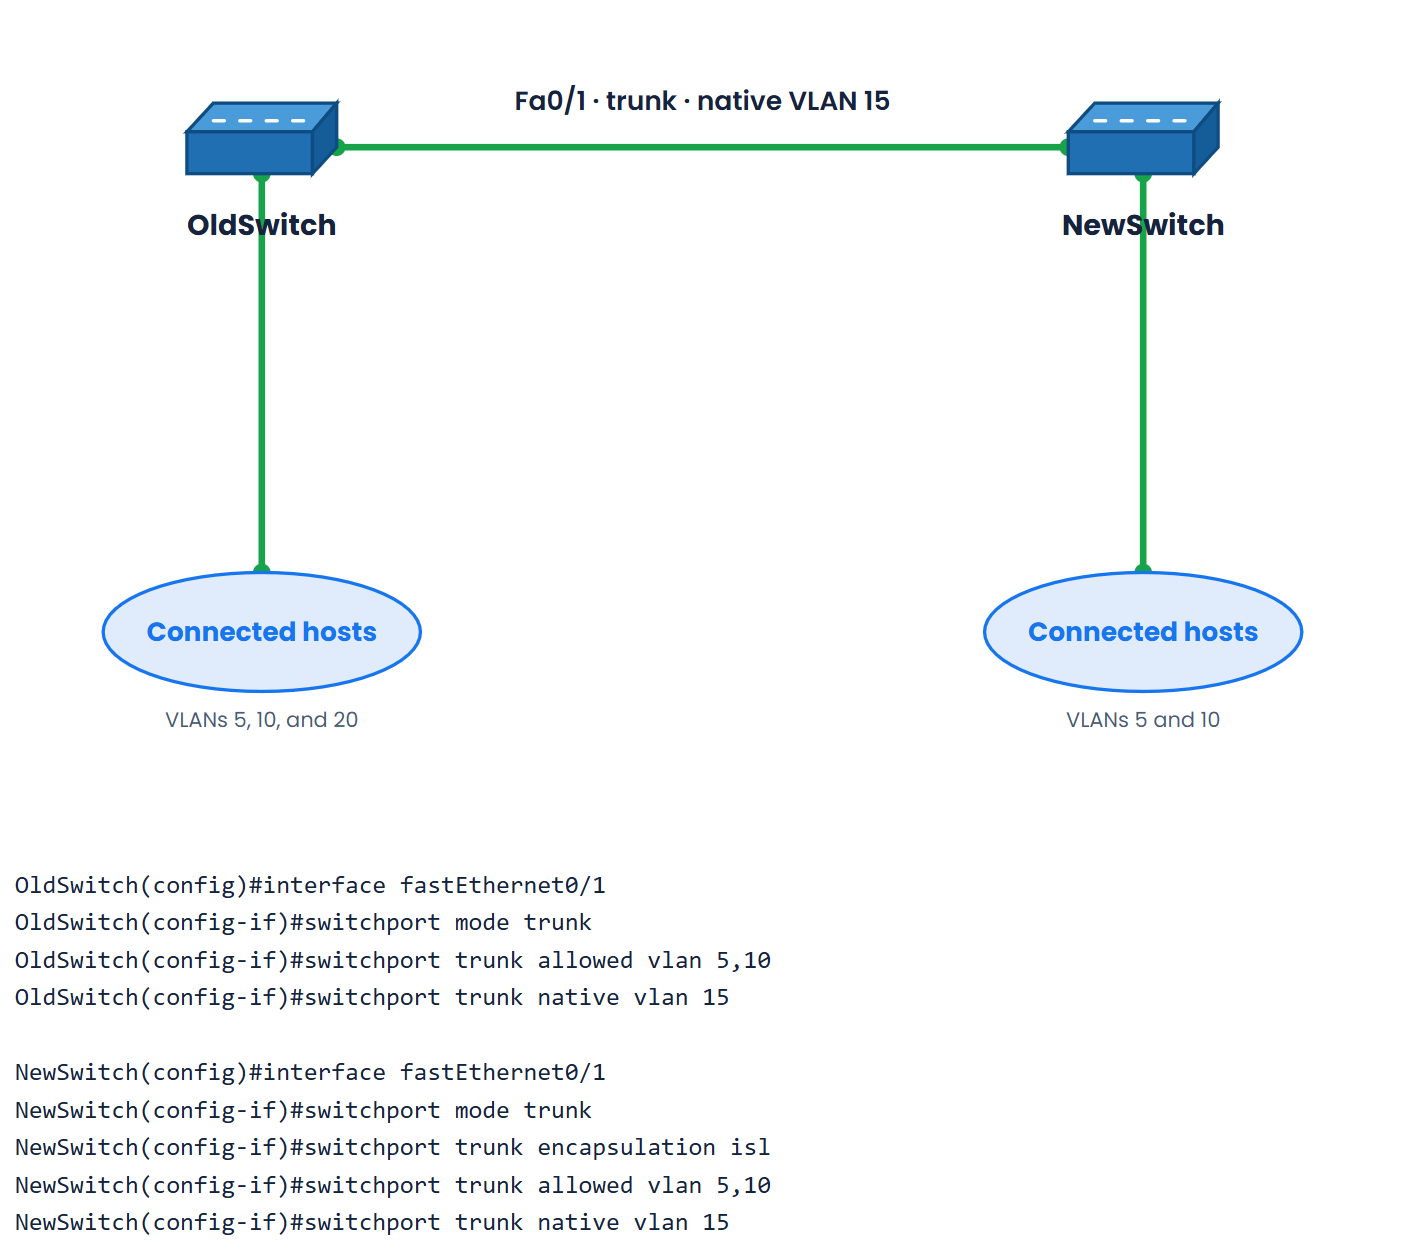 Fa0/1 · trunk · native VLAN 15
OldSwitch
NewSwitch
Connected hosts
Connected hosts
VLANs 5, 10, and 20
VLANs 5 and 10
OldSwitch(config)#interface fastEthernet0/1
OldSwitch(config-if)#switchport mode trunk
OldSwitch(config-if)#switchport trunk allowed vlan 5,10
OldSwitch(config-if)#switchport trunk native vlan 15
NewSwitch(config)#interface fastEthernet0/1
NewSwitch(config-if)#switchport mode trunk
NewSwitch(config-if)#switchport trunk encapsulation isl
NewSwitch(config-if)#switchport trunk allowed vlan 5,10
NewSwitch(config-if)#switchport trunk native vlan 15